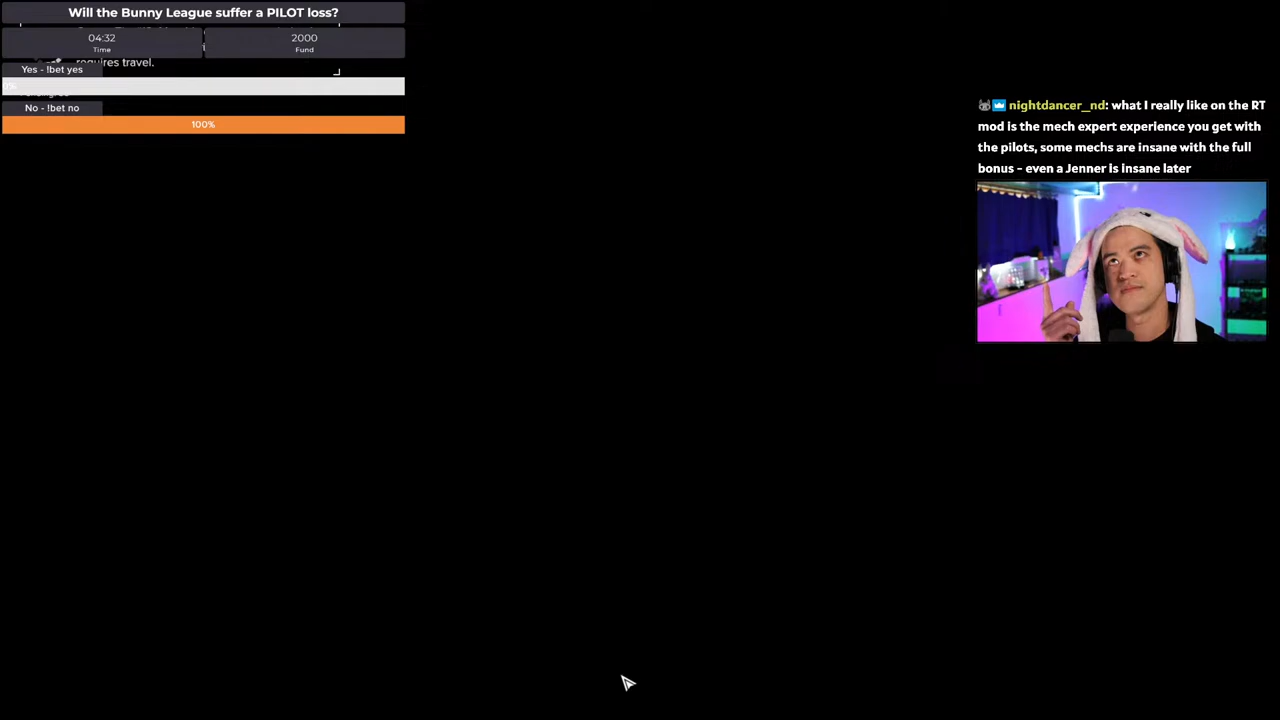 Will the Bunny League suffer a PILOT loss?
04:32
Time
2000
Fund
requires travel.
Yes - !bet yes
0%
No - !bet no
100%
nightdancer_nd: what I really like on the RT
mod is the mech expert experience you get with
the pilots, some mechs are insane with the full
bonus - even a Jenner is insane later